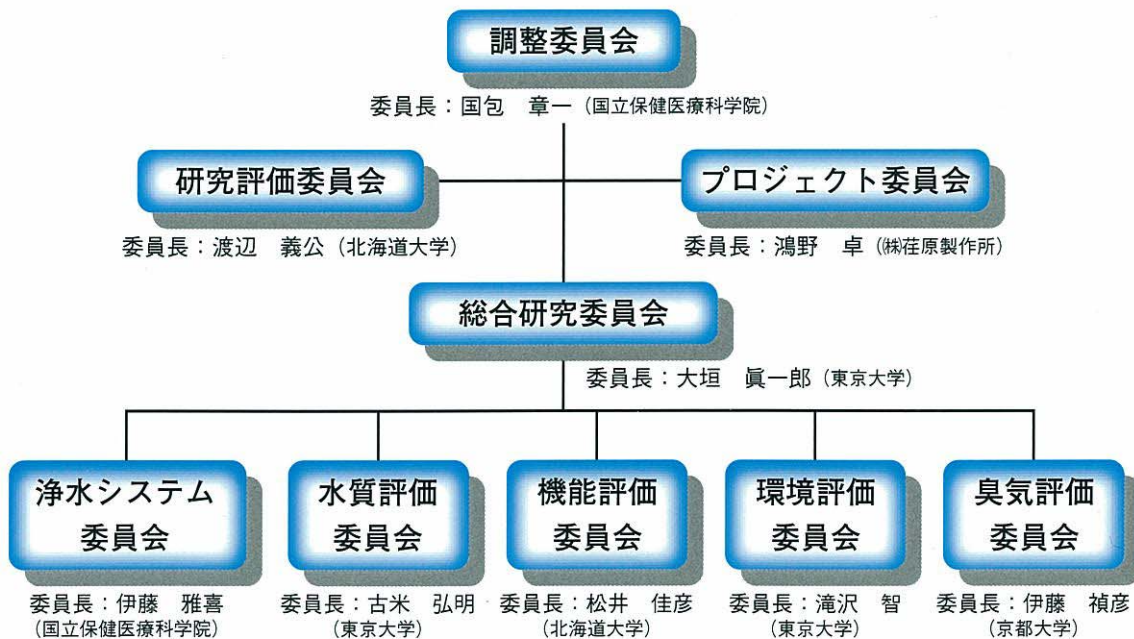 調整委員会
委員長：国包　章一（国立保健医療科学院）
研究評価委員会
プロジェクト委員会
委員長：渡辺　義公（北海道大学）
委員長：鴻野　卓（㈱荏原製作所）
総合研究委員会
委員長：大垣　眞一郎（東京大学）
浄水システム
委員会
水質評価
委員会
機能評価
委員会
環境評価
委員会
臭気評価
委員会
委員長：伊藤　雅喜
（国立保健医療科学院）
委員長：古米　弘明
（東京大学）
委員長：松井　佳彦
（北海道大学）
委員長：滝沢　智
（東京大学）
委員長：伊藤　禎彦
（京都大学）